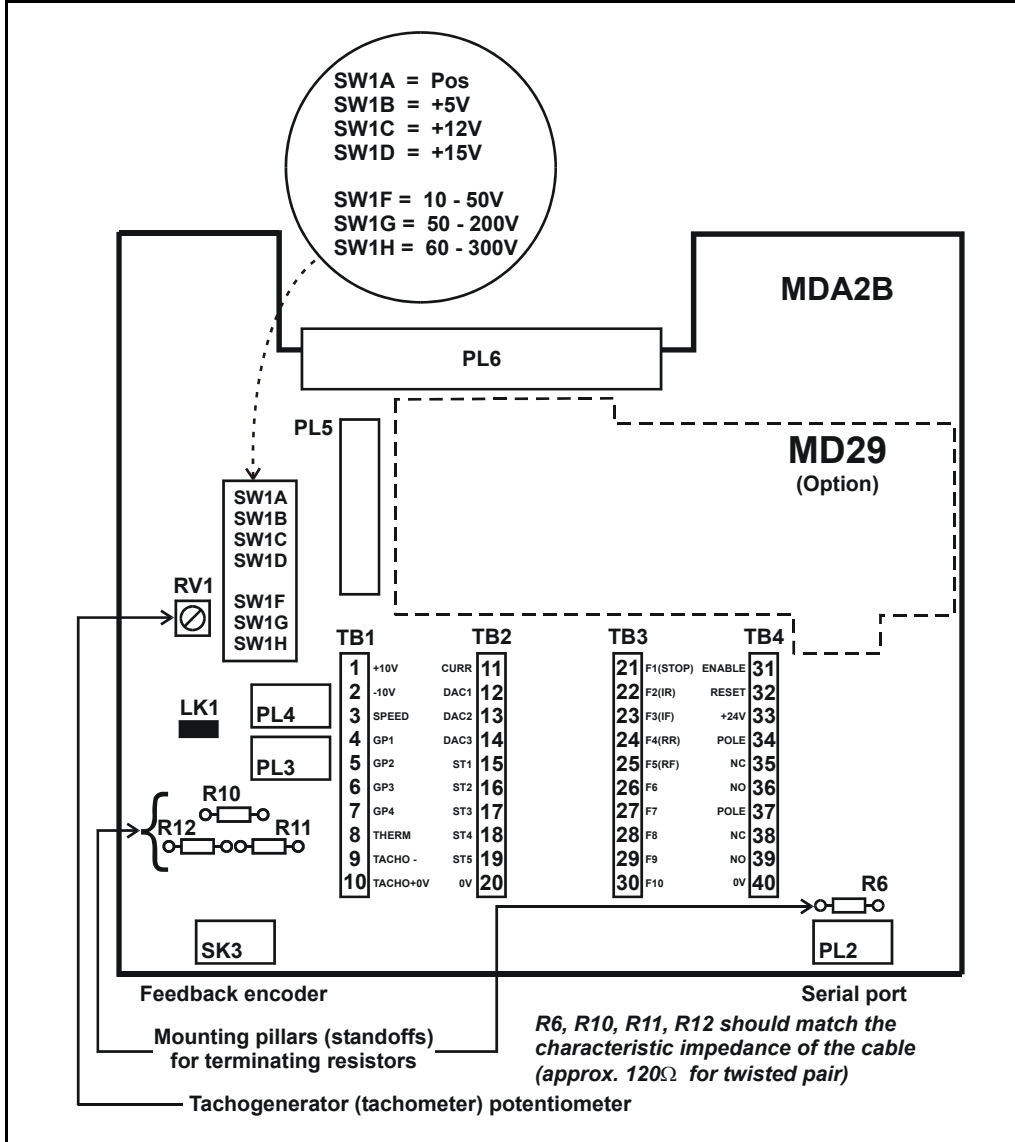 SW1A = Pos
SW1B = +5V
SW1C = +12V
SW1D = +15V
SW1F = 10 - 50V
SW1G = 50 - 200V
SW1H = 60 - 300V
MDA2B
PL6
PL5
MD29
(Option)
SW1A
SW1B
SW1C
SW1D
SW1F
SW1G
SW1H
RV1
LK1
PL4
PL3
R10
R12
R11
TB1
1 +10V
2 -10V
3 SPEED
4 GP1
5 GP2
6 GP3
7 GP4
8 THERM
9 TACHO -
10 TACHO+0V
TB2
CURR 11
DAC1 12
DAC2 13
DAC3 14
ST1 15
ST2 16
ST3 17
ST4 18
ST5 19
0V 20
TB3
21 F1(STOP)
22 F2(IR)
23 F3(IF)
24 F4(RR)
25 F5(RF)
26 F6
27 F7
28 F8
29 F9
30 F10
TB4
ENABLE 31
RESET 32
+24V 33
POLE 34
NC 35
NO 36
POLE 37
NC 38
NO 39
0V 40
R6
SK3
PL2
Feedback encoder
Serial port
Mounting pillars (standoffs)
for terminating resistors
R6, R10, R11, R12 should match the
characteristic impedance of the cable
(approx. 120Ω for twisted pair)
Tachogenerator (tachometer) potentiometer